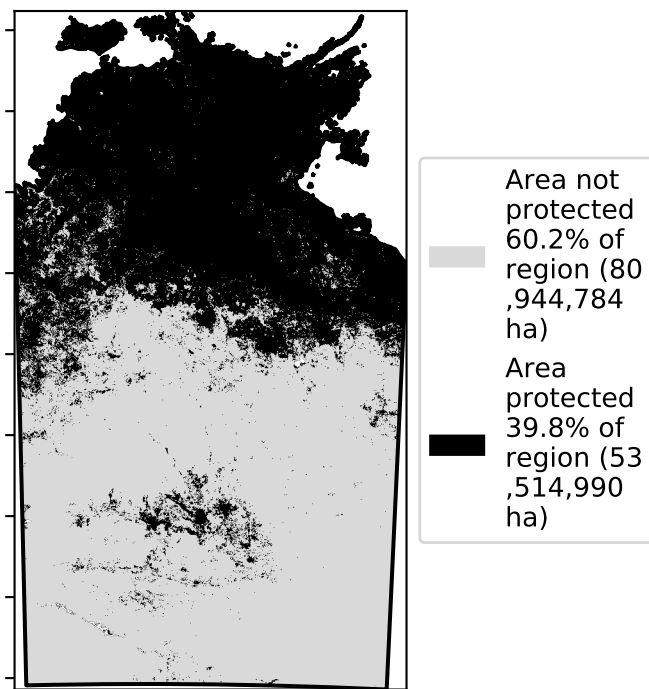 Area not
protected
60.2% of
region (80
,944,784
ha)
Area
protected
39.8% of
region (53
,514,990
ha)